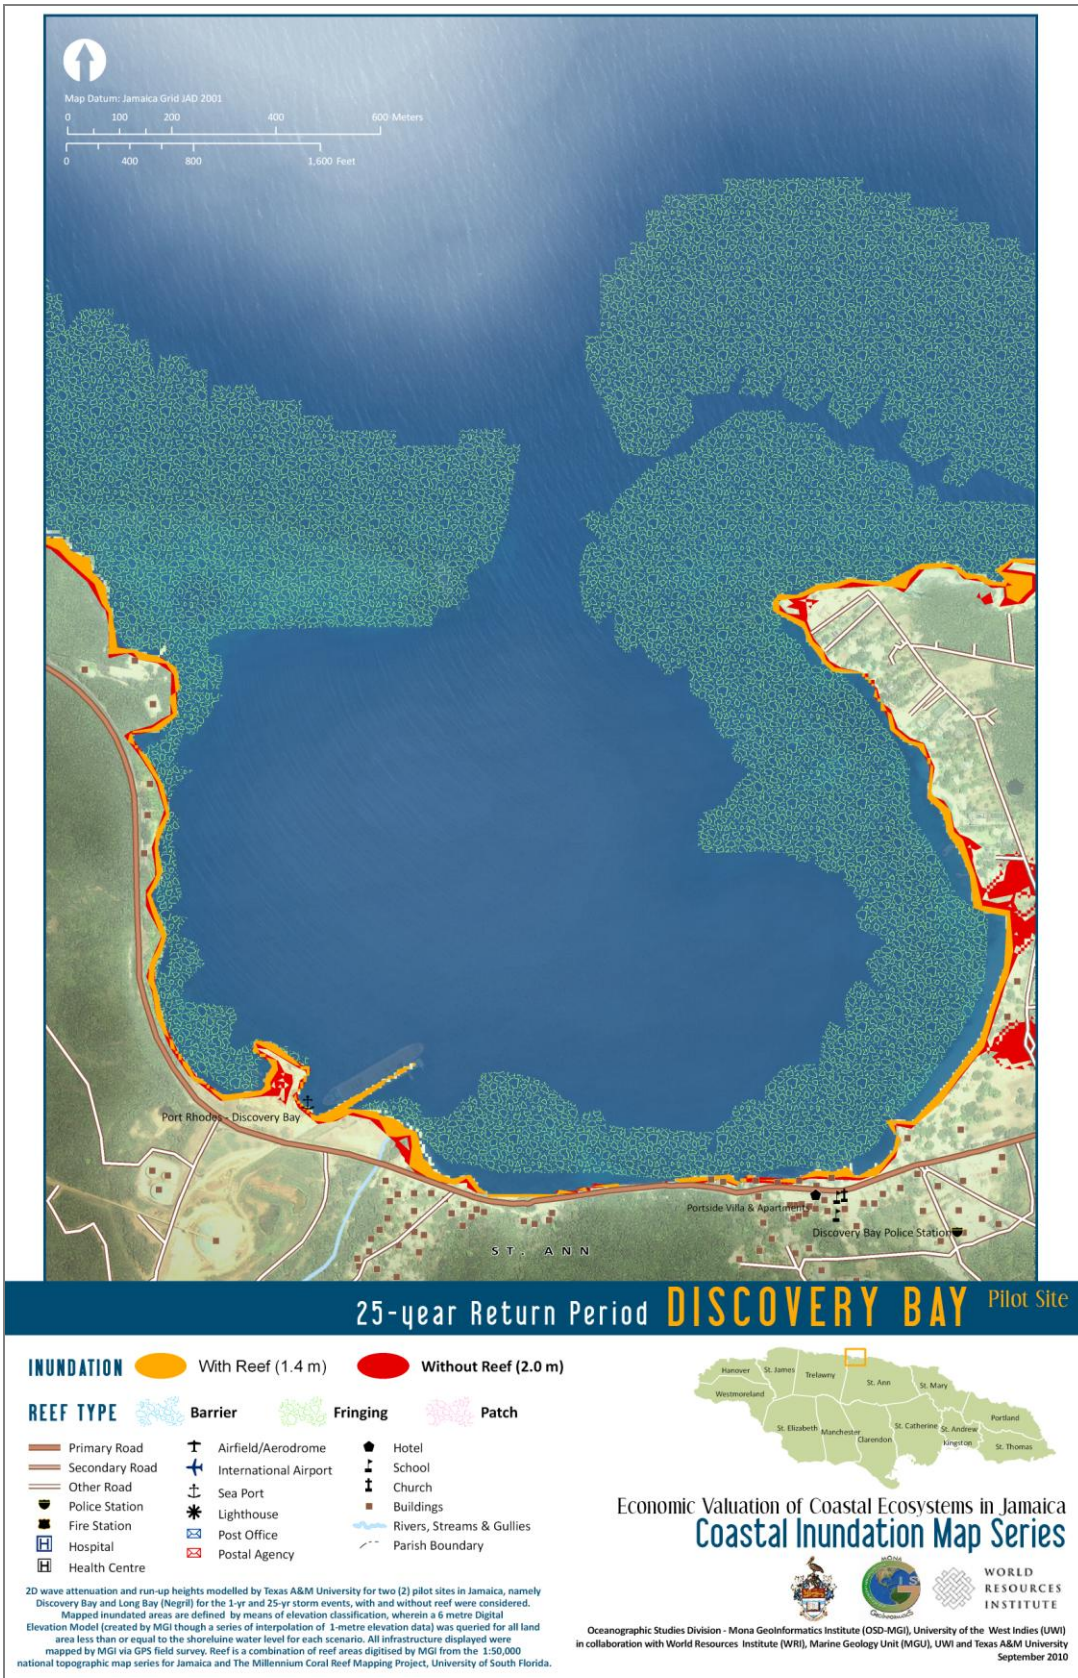 Map Datum: Jamaica Grid JAD 2001
0 100 200 400 600 Meters
0 400 800 1,600 Feet
Port Rhodes - Discovery Bay
Portside Villa & Apartments
Discovery Bay Police Station
ST. ANN
25-year Return Period DISCOVERY BAY Pilot Site
INUNDATION With Reef (1.4 m) Without Reef (2.0 m)
REEF TYPE Barrier Fringing Patch
Primary Road
Secondary Road
Other Road
Police Station
Fire Station
Hospital
Health Centre
Airfield/Aerodrome
International Airport
Sea Port
Lighthouse
Post Office
Postal Agency
Hotel
School
Church
Buildings
Rivers, Streams & Gullies
Parish Boundary
2D wave attenuation and run-up heights modelled by Texas A&M University for two (2) pilot sites in Jamaica, namely
Discovery Bay and Long Bay (Negril) for the 1-yr and 25-yr storm events, with and without reef were considered.
Mapped inundated areas are defined by means of elevation classification, wherein a 6 metre Digital
Elevation Model (created by MGI though a series of interpolation of 1-metre elevation data) was queried for all land
area less than or equal to the shoreluine water level for each scenario. All infrastructure displayed were
mapped by MGI via GPS field survey. Reef is a combination of reef areas digitised by MGI from the 1:50,000
national topographic map series for Jamaica and The Millennium Coral Reef Mapping Project, University of South Florida.
Hanover
St. James
Trelawny
St. Ann
St. Mary
Westmoreland
St. Elizabeth
Manchester
Clarendon
St. Catherine
St. Andrew
Kingston
Portland
St. Thomas
Economic Valuation of Coastal Ecosystems in Jamaica
Coastal Inundation Map Series
MONA
GEOINFORMATICS
WORLD
RESOURCES
INSTITUTE
Oceanographic Studies Division - Mona GeoInformatics Institute (OSD-MGI), University of the West Indies (UWI)
in collaboration with World Resources Institute (WRI), Marine Geology Unit (MGU), UWI and Texas A&M University
September 2010